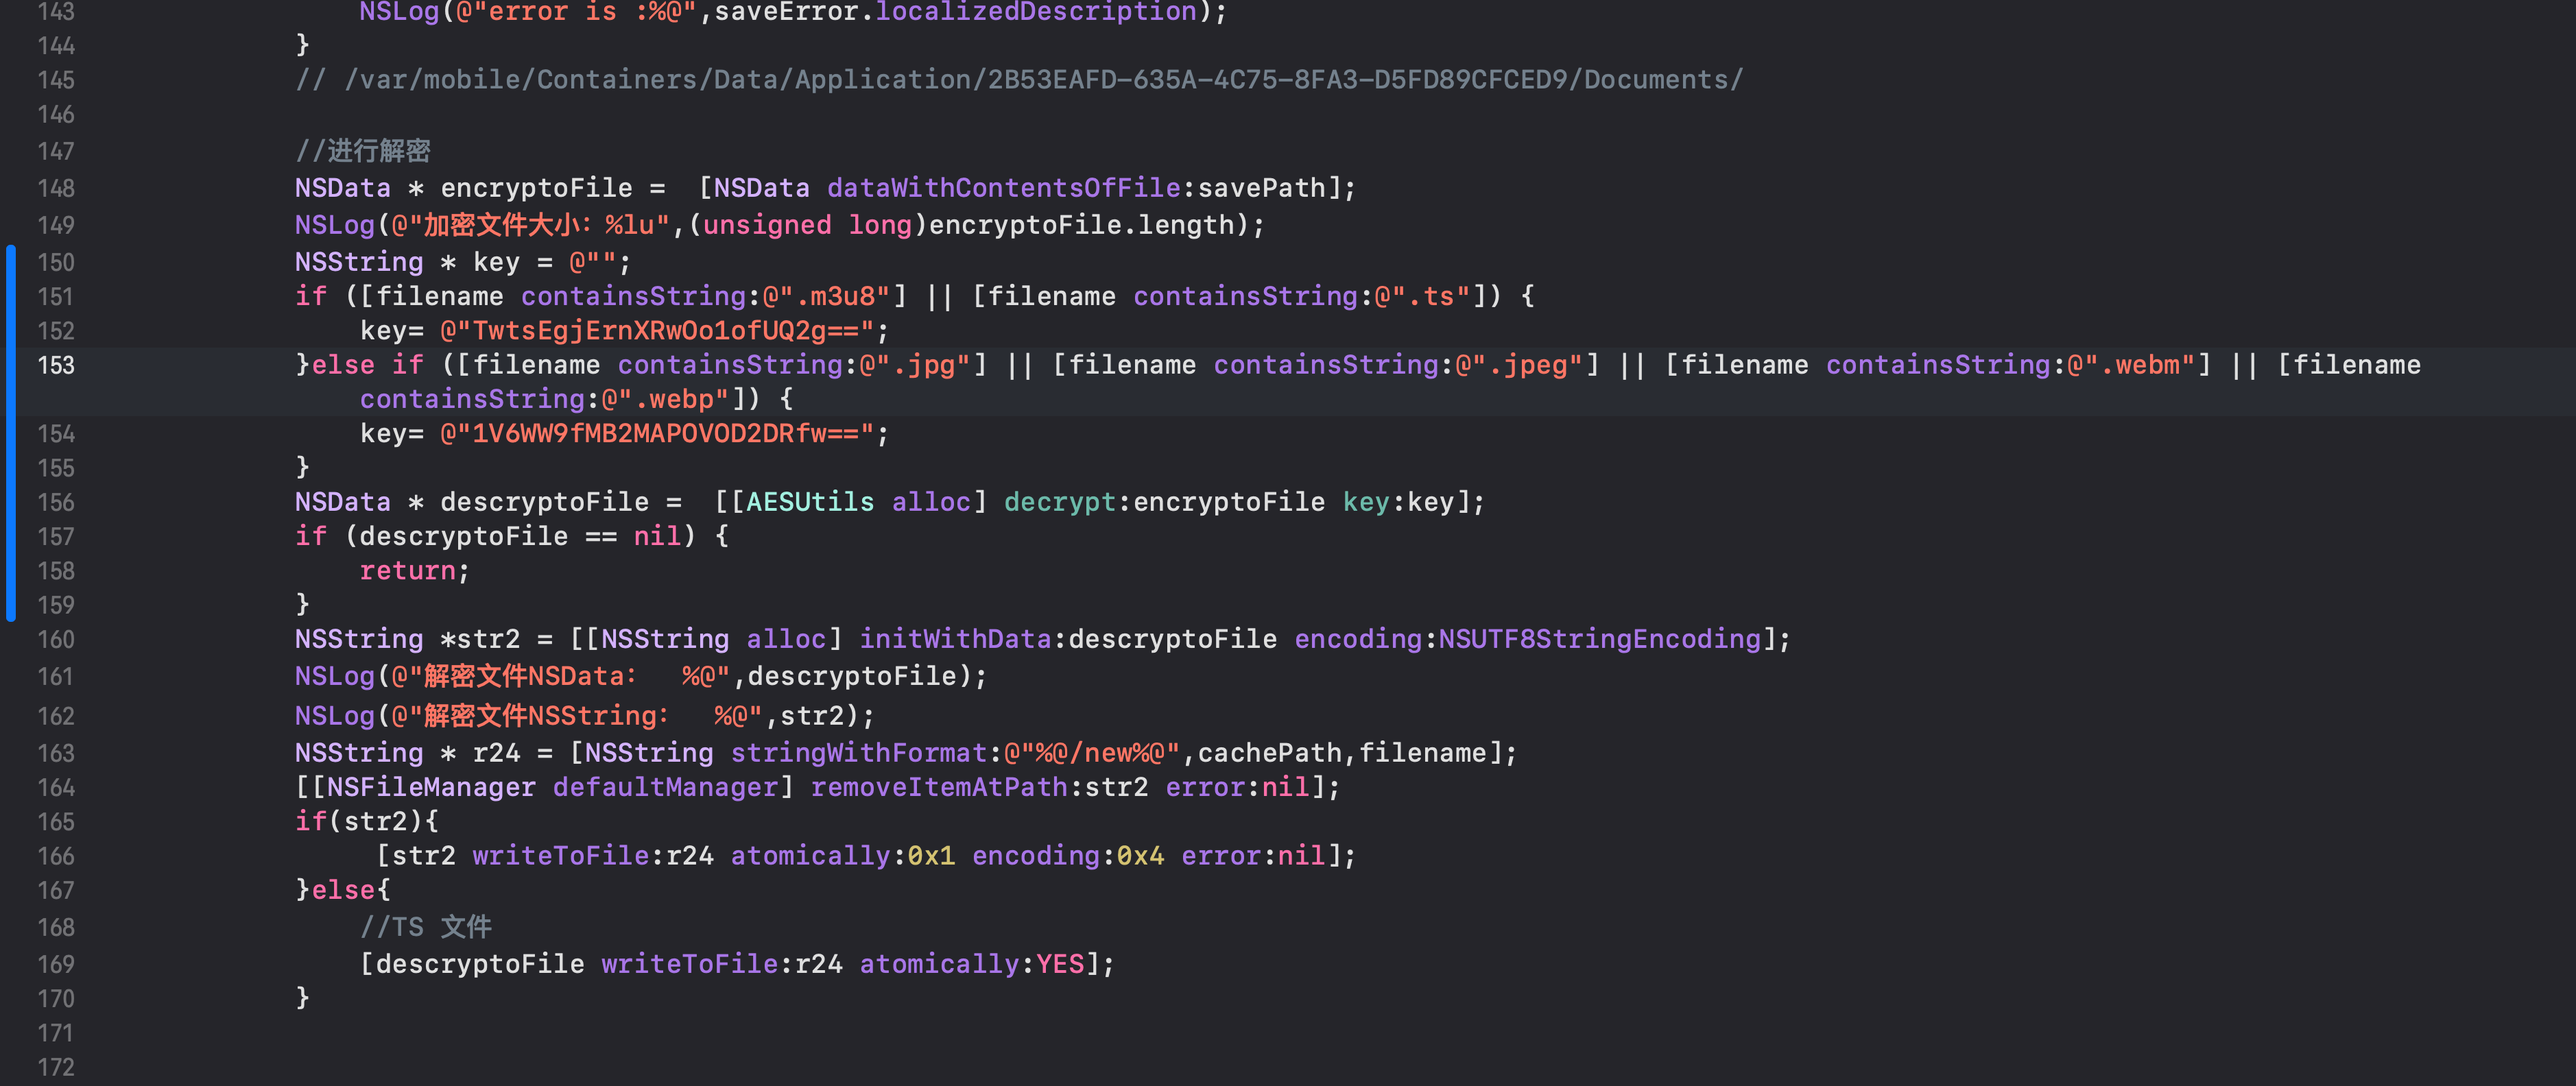 143 NSLog(@"error is :%@",saveError.localizedDescription);
144 }
145 // /var/mobile/Containers/Data/Application/2B53EAFD-635A-4C75-8FA3-D5FD89CFCED9/Documents/
146
147 //进行解密
148 NSData * encryptoFile =  [NSData dataWithContentsOfFile:savePath];
149 NSLog(@"加密文件大小：%lu",(unsigned long)encryptoFile.length);
150 NSString * key = @"";
151 if ([filename containsString:@".m3u8"] || [filename containsString:@".ts"]) {
152 key= @"TwtsEgjErnXRwOo1ofUQ2g==";
153 }else if ([filename containsString:@".jpg"] || [filename containsString:@".jpeg"] || [filename containsString:@".webm"] || [filename
containsString:@".webp"]) {
154 key= @"1V6WW9fMB2MAPOVOD2DRfw==";
155 }
156 NSData * descryptoFile =  [[AESUtils alloc] decrypt:encryptoFile key:key];
157 if (descryptoFile == nil) {
158 return;
159 }
160 NSString *str2 = [[NSString alloc] initWithData:descryptoFile encoding:NSUTF8StringEncoding];
161 NSLog(@"解密文件NSData：  %@",descryptoFile);
162 NSLog(@"解密文件NSString：  %@",str2);
163 NSString * r24 = [NSString stringWithFormat:@"%@/new%@",cachePath,filename];
164 [[NSFileManager defaultManager] removeItemAtPath:str2 error:nil];
165 if(str2){
166 [str2 writeToFile:r24 atomically:0x1 encoding:0x4 error:nil];
167 }else{
168 //TS 文件
169 [descryptoFile writeToFile:r24 atomically:YES];
170 }
171
172